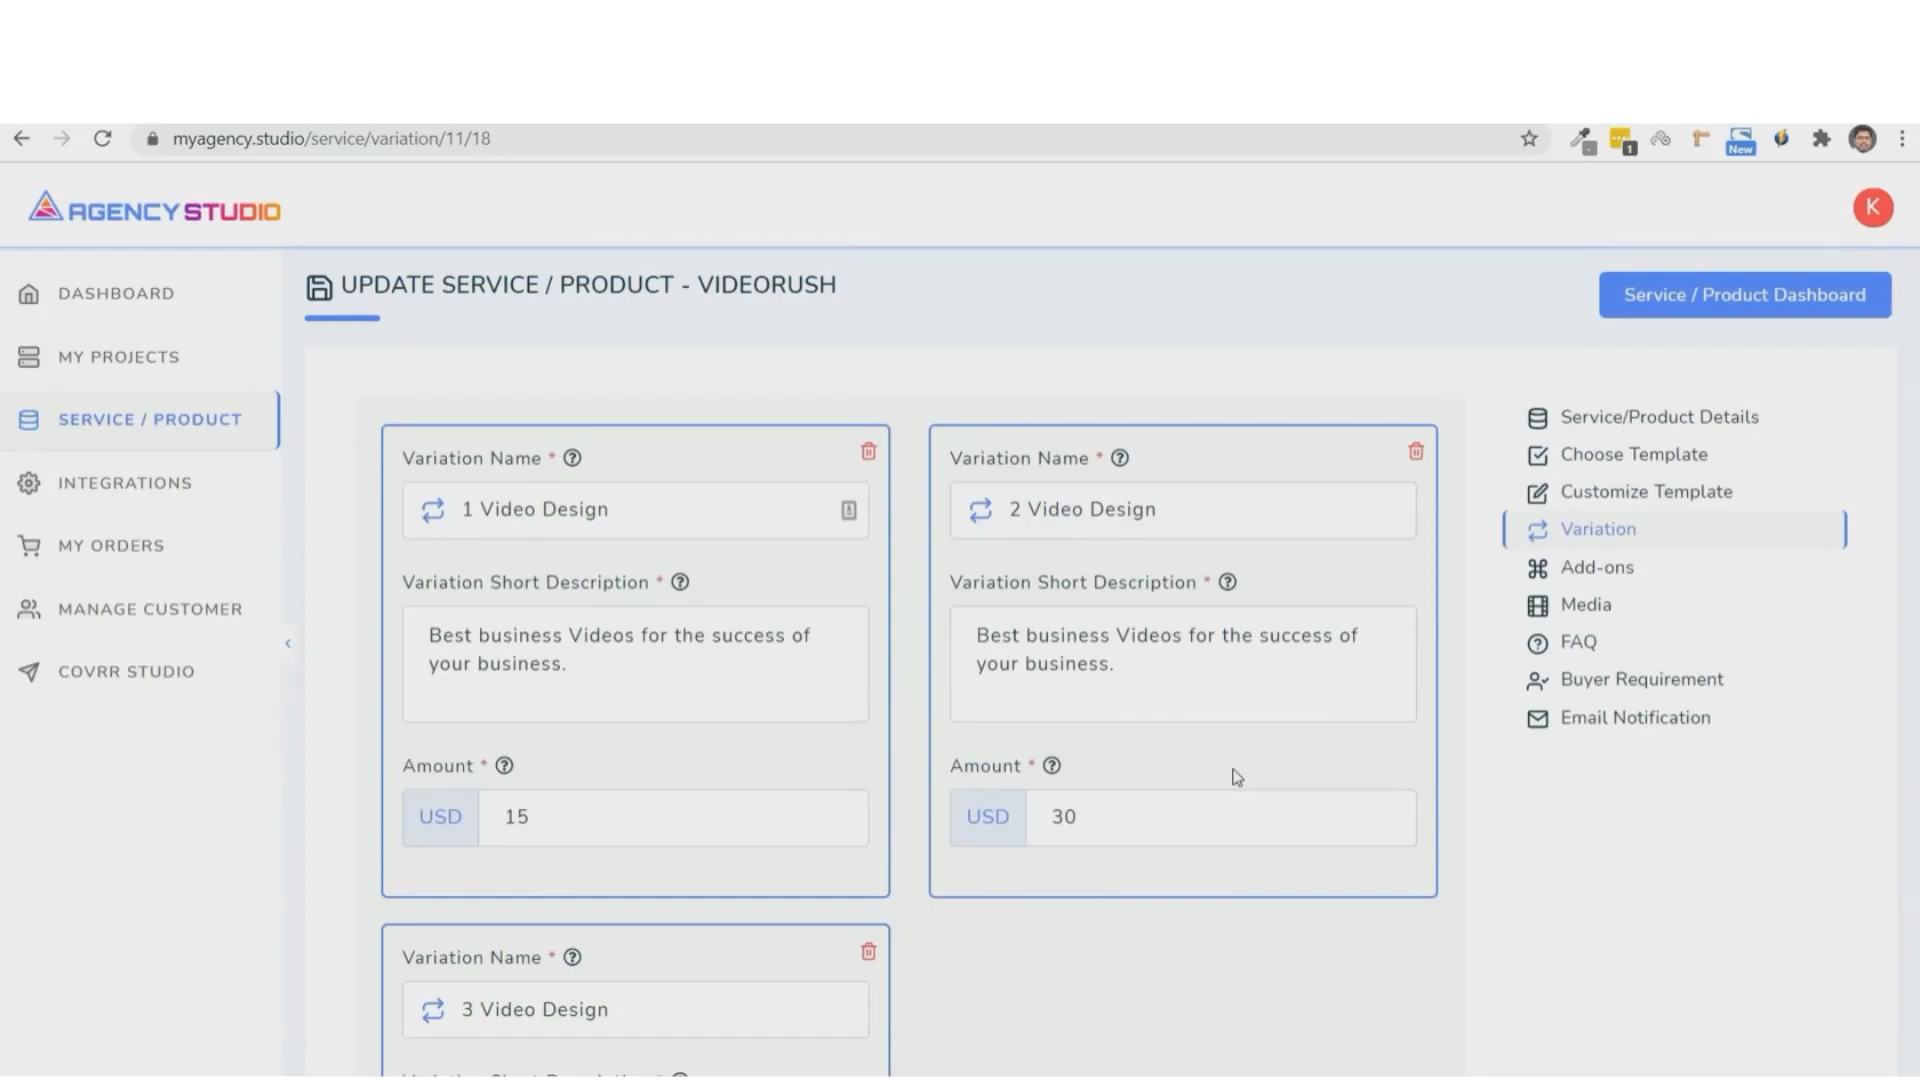 myagency.studio/service/variation/11/18
1
New
AGENCY STUDIO
K
DASHBOARD
MY PROJECTS
SERVICE / PRODUCT
INTEGRATIONS
MY ORDERS
MANAGE CUSTOMER
COVRR STUDIO
UPDATE SERVICE / PRODUCT - VIDEORUSH
Service / Product Dashboard
Variation Name *
1 Video Design
Variation Short Description *
Best business Videos for the success of
your business.
Amount *
USD 15
Variation Name *
2 Video Design
Variation Short Description *
Best business Videos for the success of
your business.
Amount *
USD 30
Variation Name *
3 Video Design
Service/Product Details
Choose Template
Customize Template
Variation
Add-ons
Media
FAQ
Buyer Requirement
Email Notification